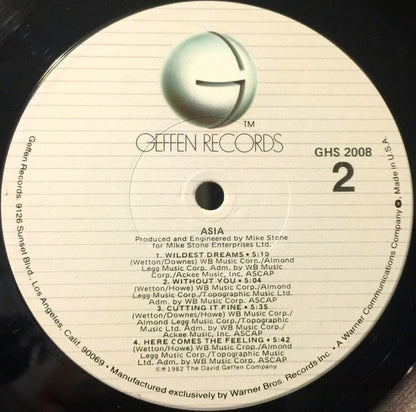 G
TM
GEFFEN RECORDS
GHS 2008
2
ASIA
Produced and Engineered by Mike Stone
for Mike Stone Enterprises Ltd.
1. WILDEST DREAMS • 5:10
(Wetton/Downes) WB Music Corp./Almond
Legg Music Corp. Adm. by WB Music
Corp./Ackee Music, Inc. ASCAP
2. WITHOUT YOU • 5:04
(Wetton/Howe) WB Music Corp./Almond
Legg Music Corp./Topographic Music
Ltd. Adm. by WB Music Corp. ASCAP
3. CUTTING IT FINE • 5:35
(Wetton/Downes/Howe) WB Music Corp./
Almond Legg Music Corp./Topographic
Music Ltd. Adm. by WB Music Corp./
Ackee Music, Inc. ASCAP
4. HERE COMES THE FEELING • 5:42
(Wetton/Howe) WB Music Corp./Almond
Legg Music Corp./Topographic Music
Ltd. Adm. by WB Music Corp. ASCAP
©℗1982 The David Geffen Company
Geffen Records, 9126 Sunset Blvd., Los Angeles, Calif. 90069 • Manufactured exclusively by Warner Bros. Records Inc. • A Warner Communications Company Made in U.S.A.